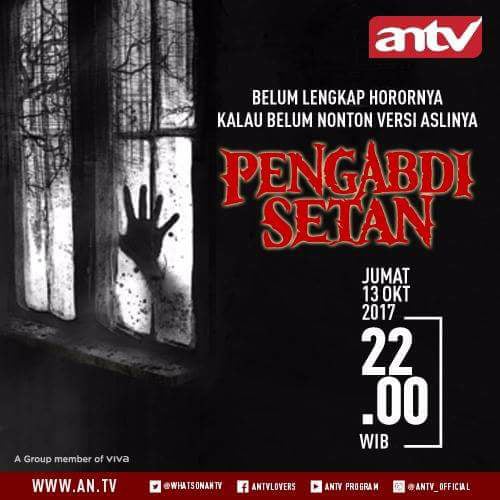 antv
BELUM LENGKAP HORORNYA
KALAU BELUM NONTON VERSI ASLINYA
PENGABDI
SETAN
JUMAT
13 OKT
2017
22
.00
WIB
A Group member of VIVA
WWW.AN.TV @WHATSONANTV ANTVLOVERS ANTV PROGRAM @ANTV_OFFICIAL